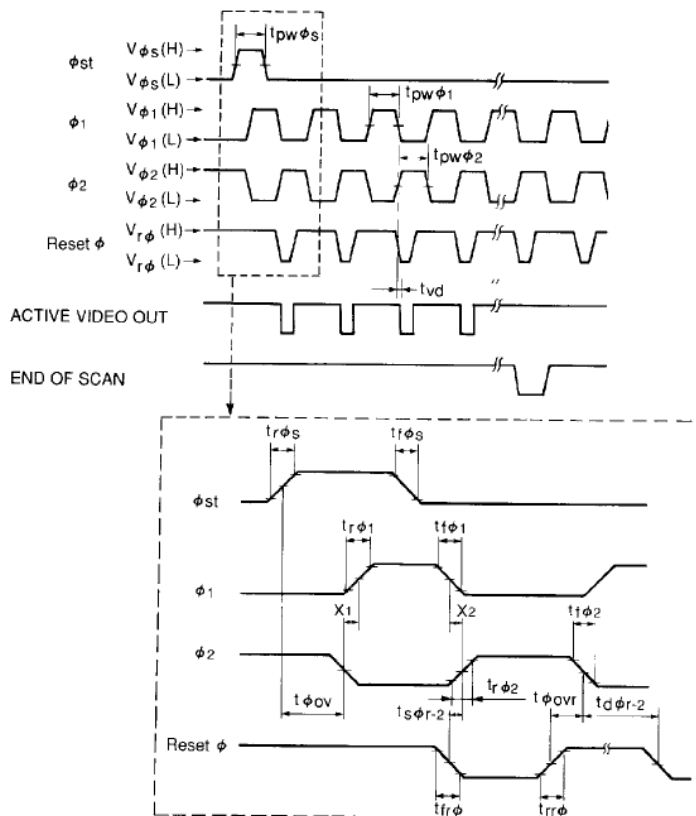 tpwϕs
Vϕs(H)
ϕst
Vϕs(L)
tpwϕ1
Vϕ1(H)
ϕ1
Vϕ1(L)
tpwϕ2
Vϕ2(H)
ϕ2
Vϕ2(L)
Vrϕ(H)
Reset ϕ
Vrϕ(L)
tvd
ACTIVE VIDEO OUT
END OF SCAN
trϕs tfϕs
ϕst
trϕ1 tfϕ1
ϕ1
X1 X2
tfϕ2
ϕ2
trϕ2
tϕov tsϕr-2 tϕovr tdϕr-2
Reset ϕ
tfrϕ trrϕ